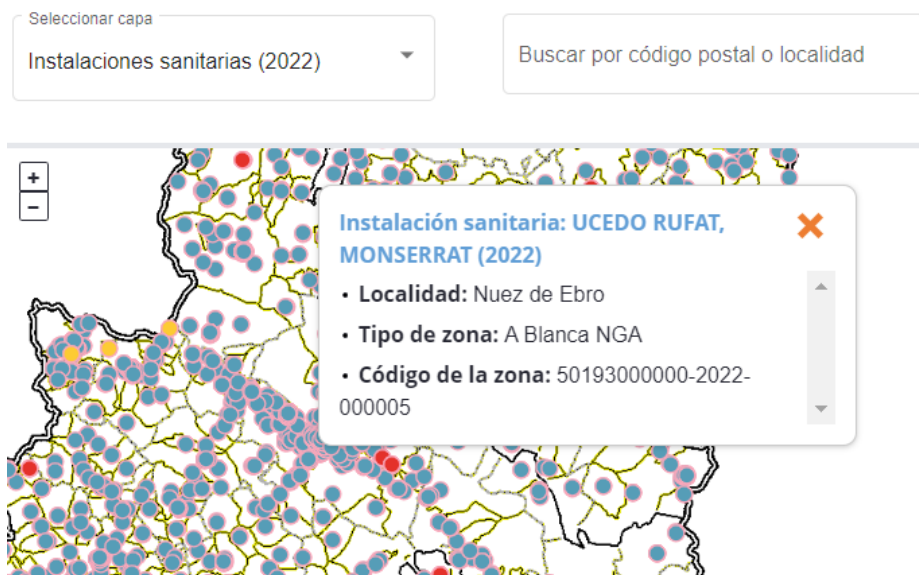 Seleccionar capa
Instalaciones sanitarias (2022)
Buscar por código postal o localidad
+
−
Instalación sanitaria: UCEDO RUFAT,
MONSERRAT (2022)
• Localidad: Nuez de Ebro
• Tipo de zona: A Blanca NGA
• Código de la zona: 50193000000-2022-
000005